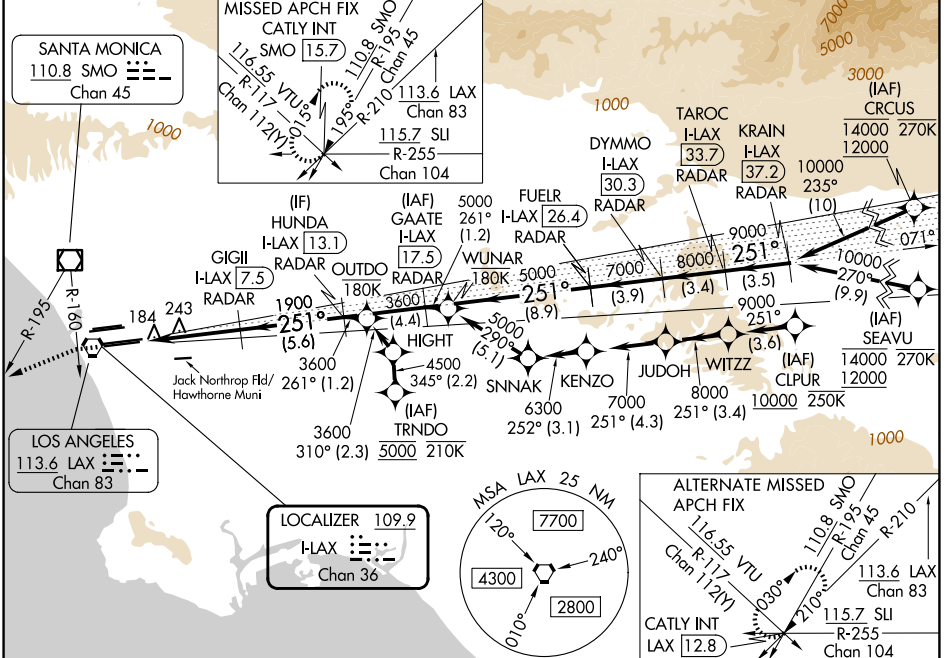 MISSED APCH FIX
CATLY INT
SMO 15.7
110.8 SMO
R-195
Chan 45
116.55 VTU
R-117
Chan 112(Y)
R-210
015°
195°
113.6 LAX
Chan 83
115.7 SLI
R-255
Chan 104
SANTA MONICA
110.8 SMO
Chan 45
1000
1000
7000
5000
3000
(IAF)
CRCUS
14000 270K
12000
TAROC
I-LAX
33.7
RADAR
KRAIN
I-LAX
37.2
RADAR
10000
235°
(10)
DYMMO
I-LAX
30.3
RADAR
FUELR
I-LAX 26.4
RADAR
(IAF)
GAATE
I-LAX
17.5
RADAR
5000
261°
(1.2)
WUNAR
180K
(IF)
HUNDA
I-LAX 13.1
RADAR
OUTDO
180K
GIGII
I-LAX 7.5
RADAR
R-195
R-160
184
243
1900
251°
(5.6)
3600
(4.4)
5000
251°
(8.9)
7000
(3.9)
8000
(3.4)
9000
251°
(3.5)
071°
10000
270°
(9.9)
(IAF)
SEAVU
14000 270K
12000
9000
251°
(3.6)
(IAF)
CLPUR
10000 250K
WITZZ
8000
251° (3.4)
JUDOH
7000
251° (4.3)
KENZO
6300
252° (3.1)
SNNAK
5000
290°
(5.1)
HIGHT
4500
345° (2.2)
(IAF)
TRNDO
5000 210K
3600
261° (1.2)
3600
310° (2.3)
Jack Northrop Fld/
Hawthorne Muni
LOS ANGELES
113.6 LAX
Chan 83
LOCALIZER 109.9
I-LAX
Chan 36
MSA LAX 25 NM
120°
7700
240°
4300
2800
010°
1000
ALTERNATE MISSED
APCH FIX
110.8 SMO
R-195
Chan 45
116.55 VTU
R-117
Chan 112(Y)
R-210
030°
210°
113.6 LAX
Chan 83
115.7 SLI
R-255
Chan 104
CATLY INT
LAX 12.8